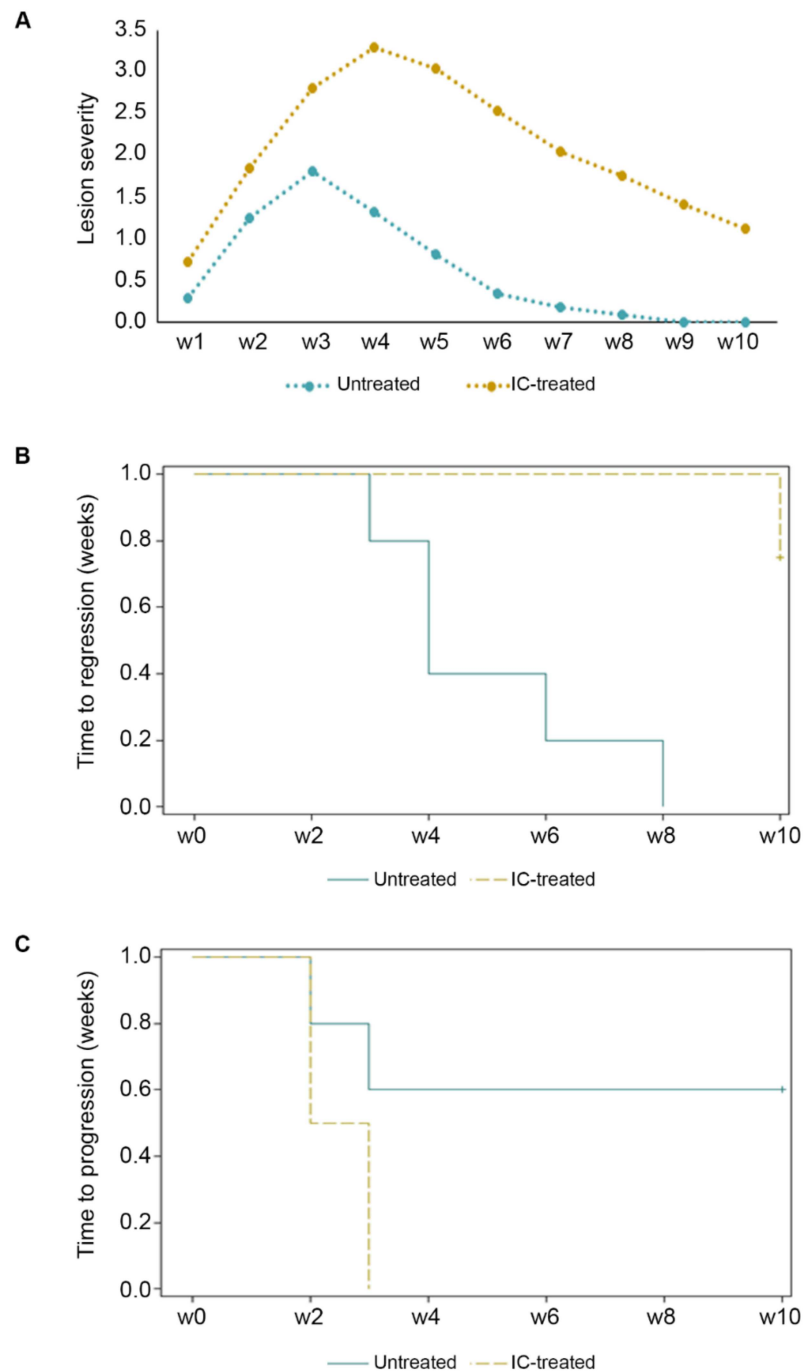 A
Lesion severity
3.5
3.0
2.5
2.0
1.5
1.0
0.5
0.0
w1 w2 w3 w4 w5 w6 w7 w8 w9 w10
Untreated IC-treated
B
Time to regression (weeks)
1.0
0.8
0.6
0.4
0.2
0.0
w0 w2 w4 w6 w8 w10
Untreated IC-treated
C
Time to progression (weeks)
1.0
0.8
0.6
0.4
0.2
0.0
w0 w2 w4 w6 w8 w10
Untreated IC-treated